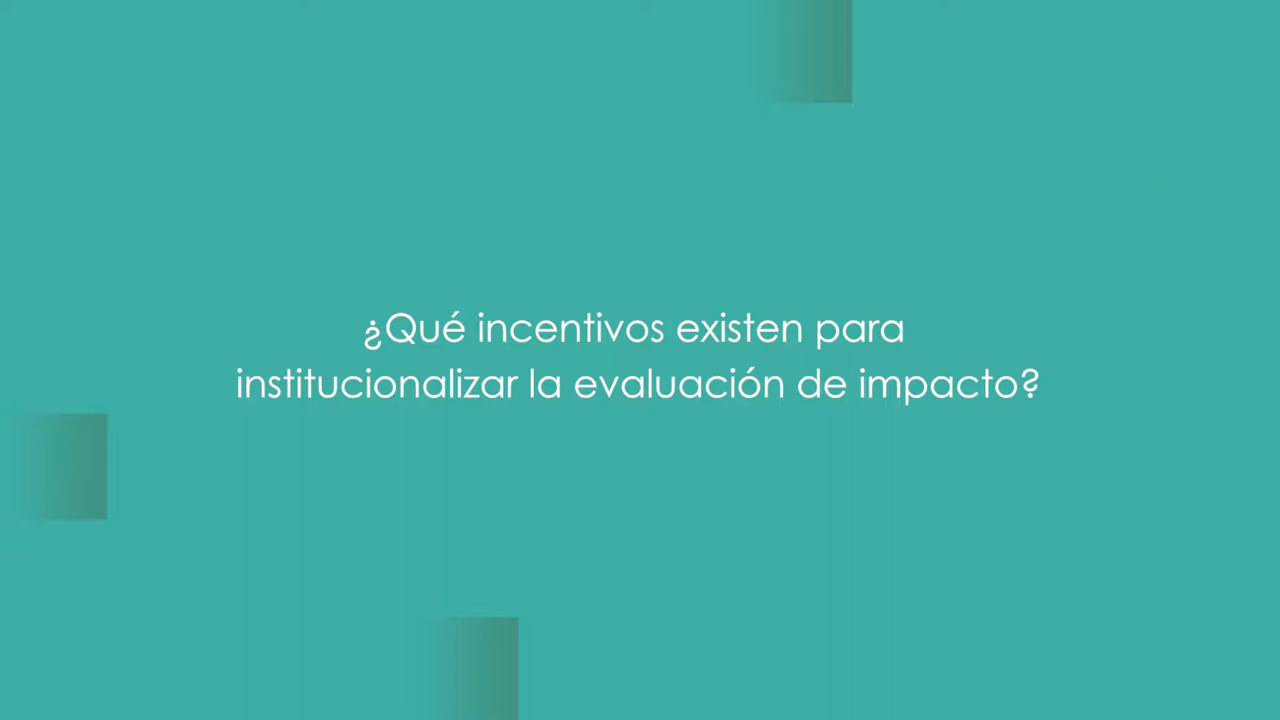 ¿Qué incentivos existen para
institucionalizar la evaluación de impacto?